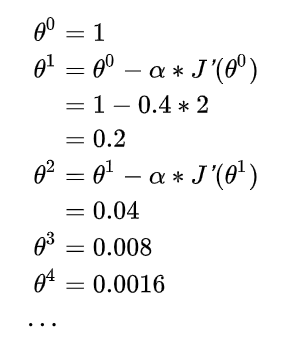 θ⁰ = 1
θ¹ = θ⁰ − α ∗ J'(θ⁰)
= 1 − 0.4 ∗ 2
= 0.2
θ² = θ¹ − α ∗ J'(θ¹)
= 0.04
θ³ = 0.008
θ⁴ = 0.0016
...